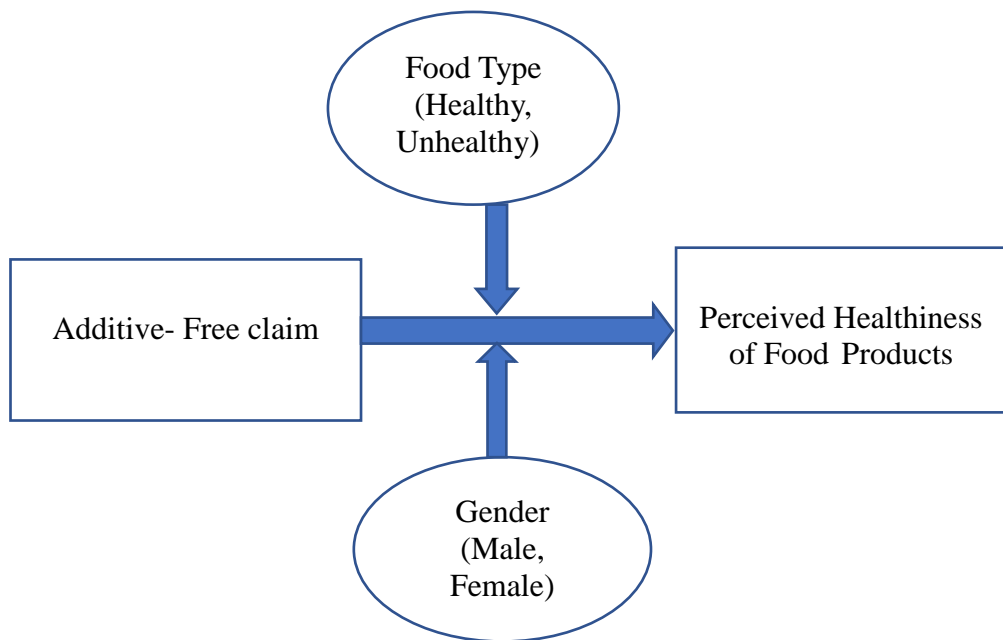 Food Type
(Healthy,
Unhealthy)
Additive- Free claim
Perceived Healthiness
of Food Products
Gender
(Male,
Female)